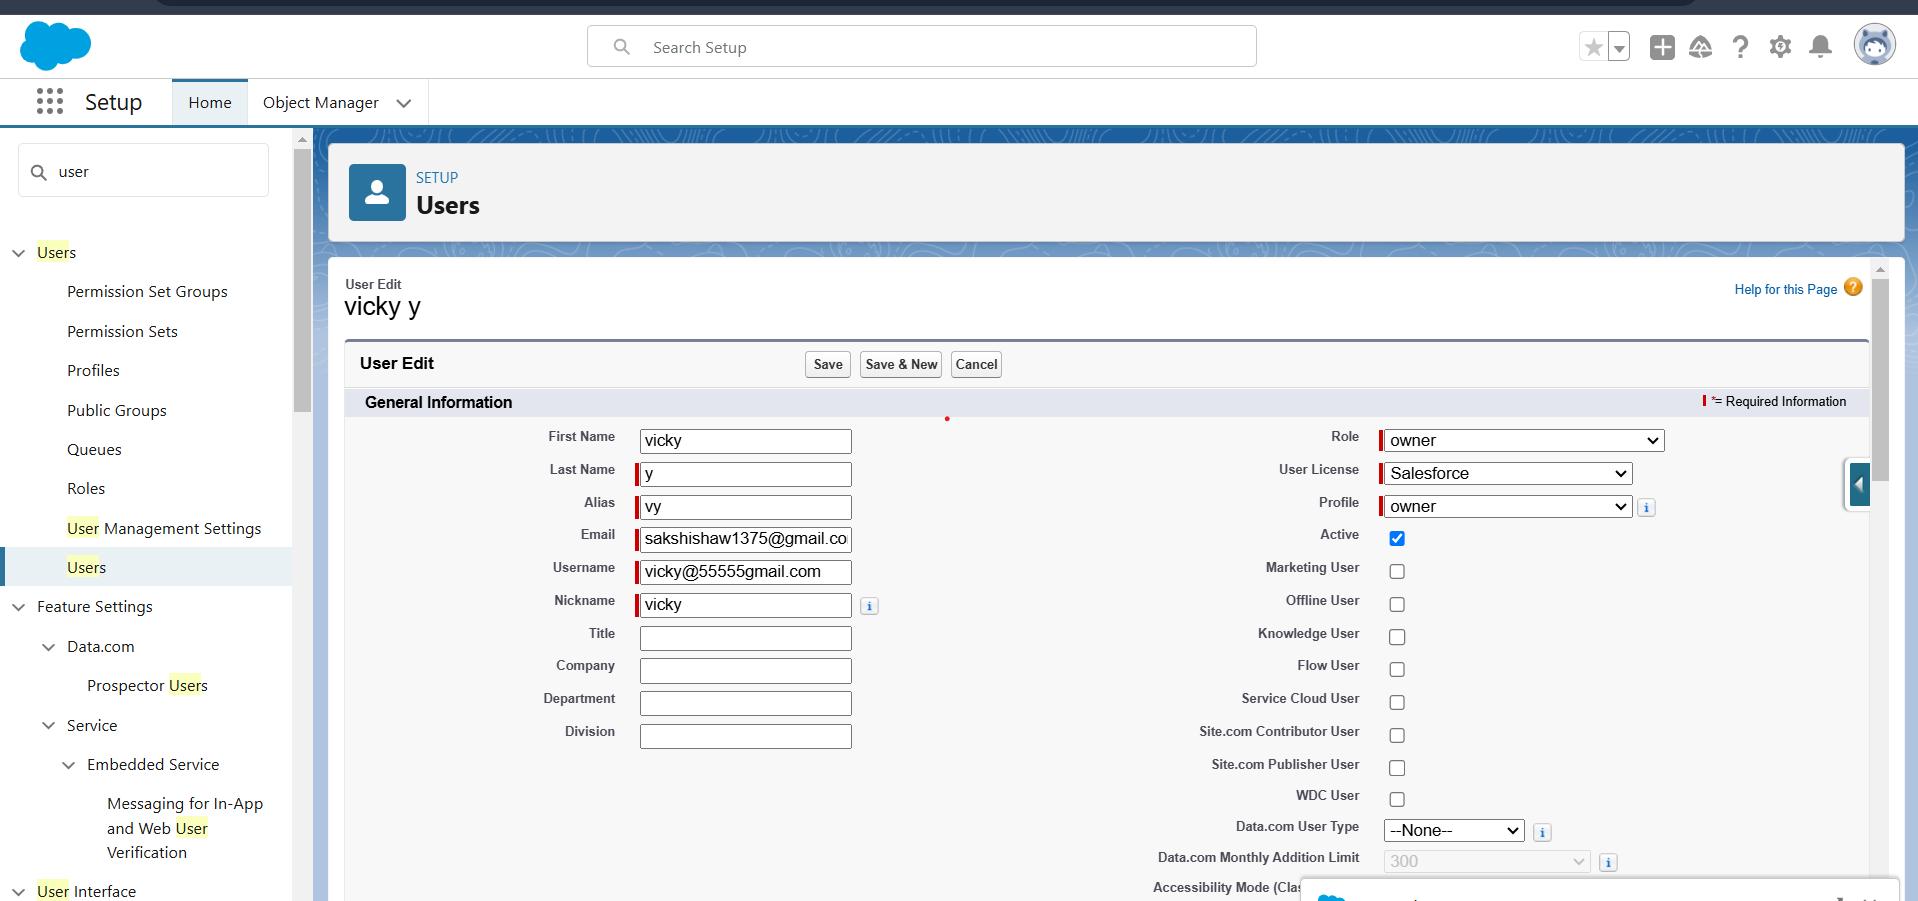 Search Setup
Setup
Home
Object Manager
user
Users
Permission Set Groups
Permission Sets
Profiles
Public Groups
Queues
Roles
User Management Settings
Users
Feature Settings
Data.com
Prospector Users
Service
Embedded Service
Messaging for In-App
and Web User
Verification
User Interface
SETUP
Users
User Edit
vicky y
Help for this Page ?
User Edit
Save
Save & New
Cancel
General Information
*= Required Information
First Name vicky
Last Name y
Alias vy
Email sakshishaw1375@gmail.co
Username vicky@55555gmail.com
Nickname vicky
Title
Company
Department
Division
Role owner
User License Salesforce
Profile owner
Active
Marketing User
Offline User
Knowledge User
Flow User
Service Cloud User
Site.com Contributor User
Site.com Publisher User
WDC User
Data.com User Type --None--
Data.com Monthly Addition Limit 300
Accessibility Mode (Clas